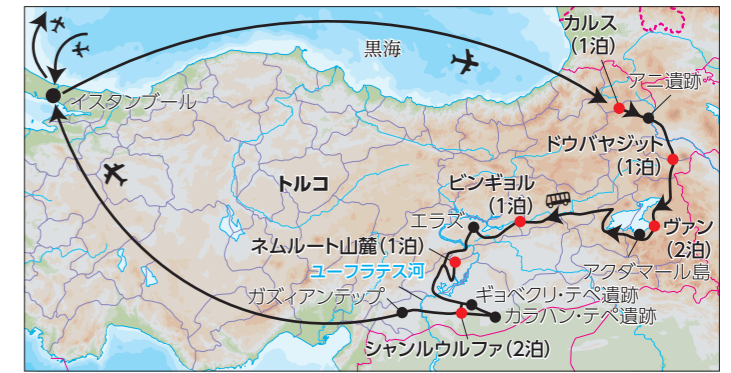 カルス
(1泊)
黒海
アニ遺跡
イスタンブール
ドウバヤジット
(1泊)
トルコ
ビンギョル
(1泊)
エラズ
ヴァン
(2泊)
ネムルート山麓(1泊)
アクダマール島
ユーフラテス河
ガズィアンテップ
ギョベクリ・テペ遺跡
カラハン・テペ遺跡
シャンルウルファ(2泊)